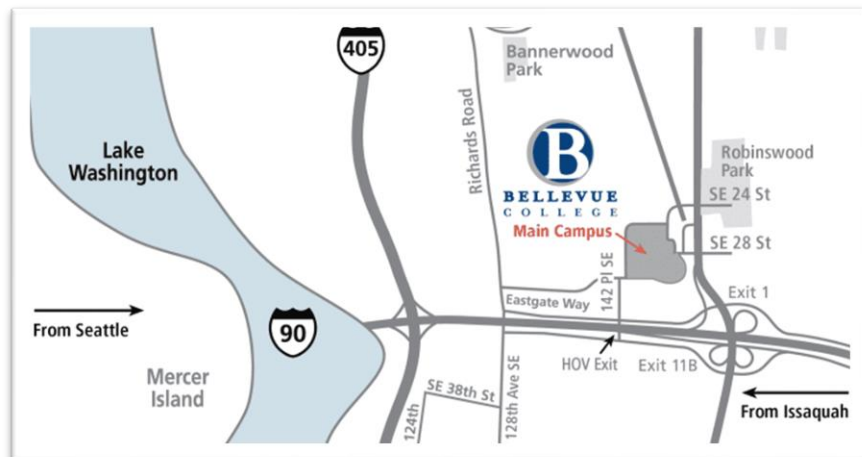 405
Bannerwood
Park
Richards Road
Lake
Washington
B
BELLEVUE
COLLEGE
Main Campus
Robinswood
Park
SE 24 St
SE 28 St
142 Pl SE
Eastgate Way
Exit 1
From Seattle
90
HOV Exit
Exit 11B
Mercer
Island
SE 38th St
124th
128th Ave SE
From Issaquah